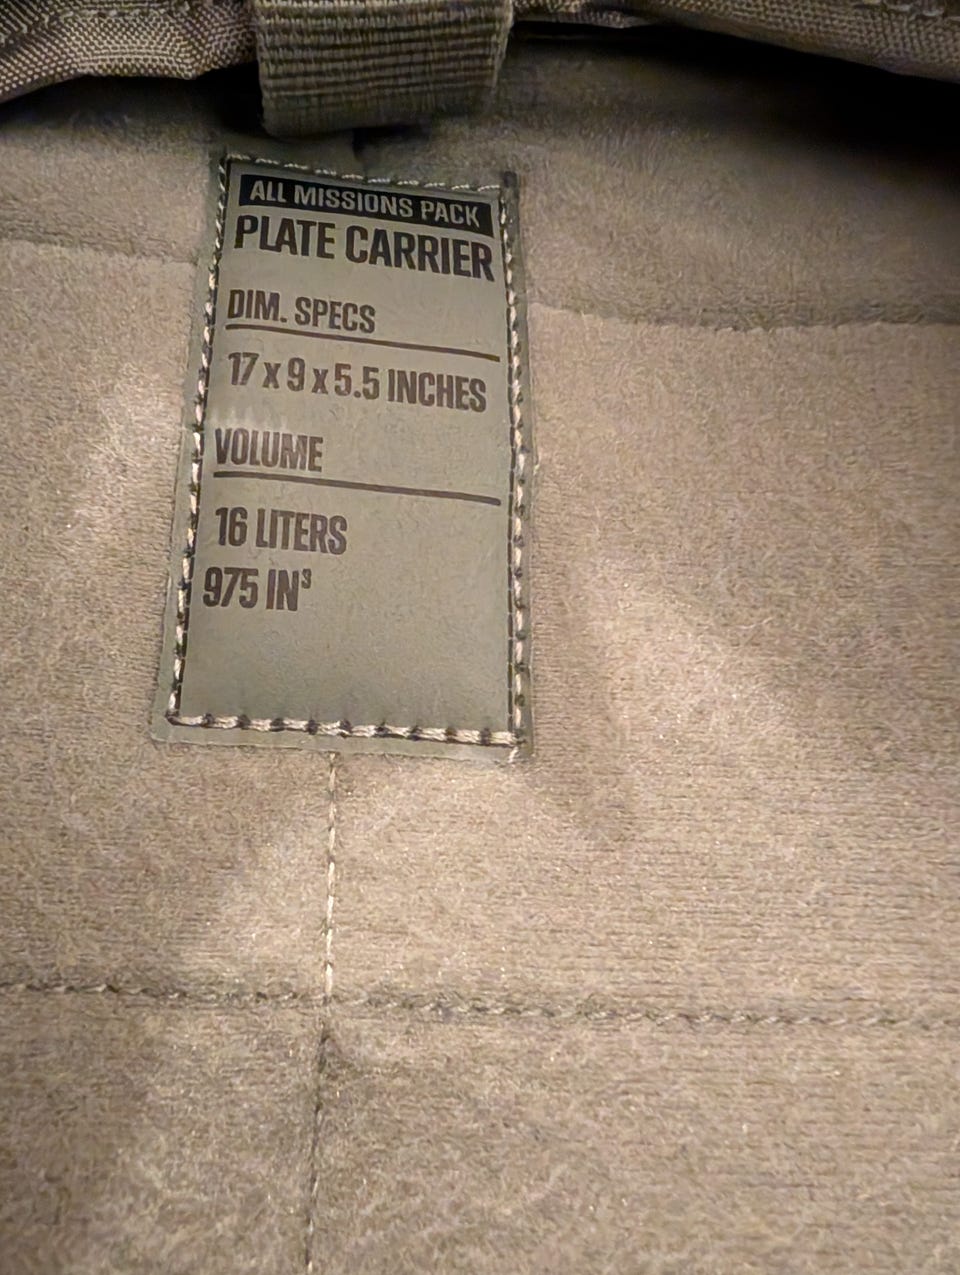 ALL MISSIONS PACK
PLATE CARRIER
DIM. SPECS
17 x 9 x 5.5 INCHES
VOLUME
16 LITERS
975 IN³